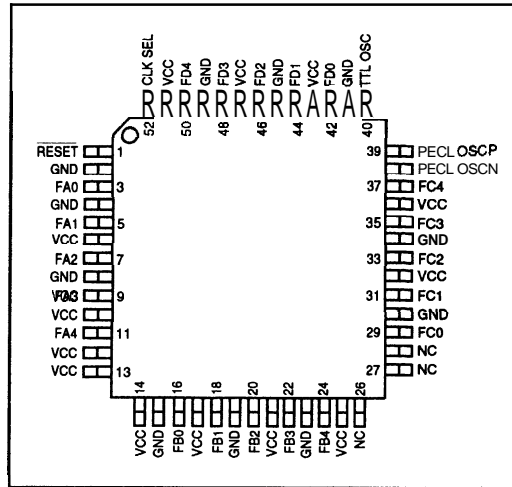 CLK SEL
VCC
FD4
GND
FD3
VCC
FD2
GND
FD1
VCC
FD0
GND
TTL OSC
R R R R R R R R R A R A R
52 50 48 46 44 42 40
RESET 1
GND
FA0 3
GND
FA1 5
VCC
FA2 7
GND
9
VCC
FA4 11
VCC
VCC 13
39 PECL OSCP
PECL OSCN
37 FC4
VCC
35 FC3
GND
33 FC2
VCC
31 FC1
GND
29 FC0
NC
27 NC
14 16 18 20 22 24 26
VCC
GND
FB0
VCC
FB1
GND
FB2
VCC
FB3
GND
FB4
VCC
NC